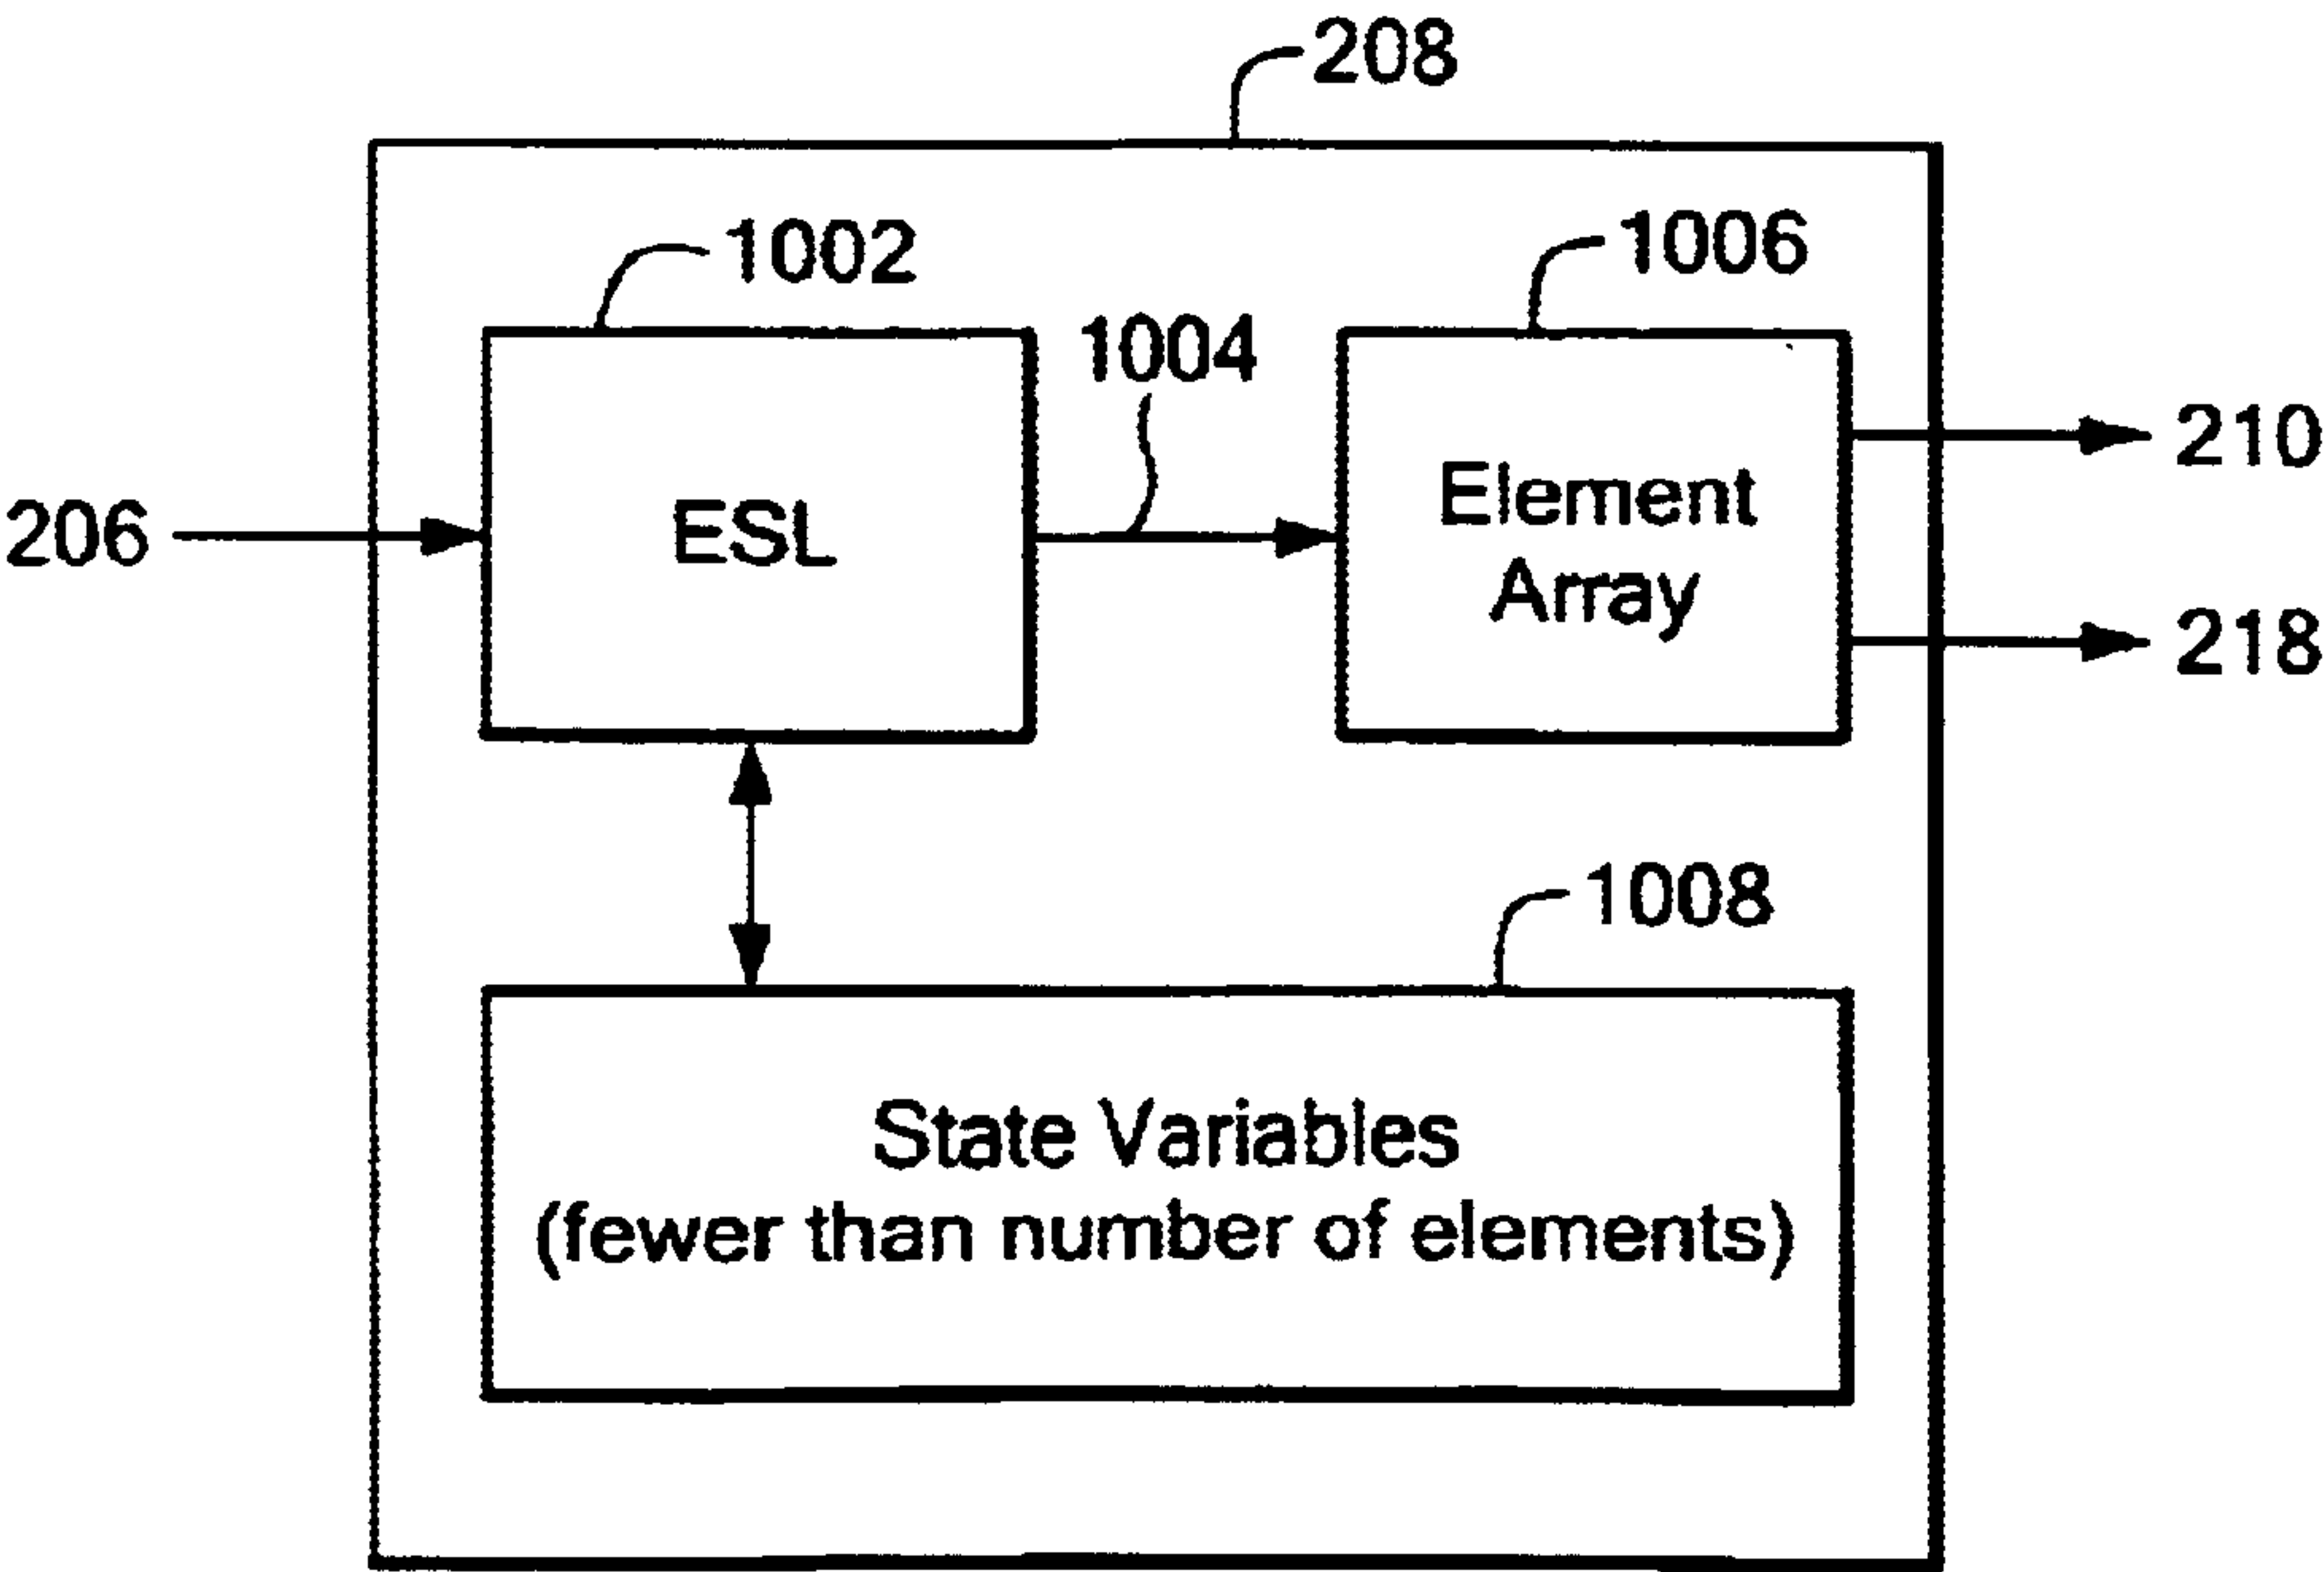 208
1002
1006
1004
210
206
ESL
Element
Array
218
1008
State Variables
(fewer than number of elements)